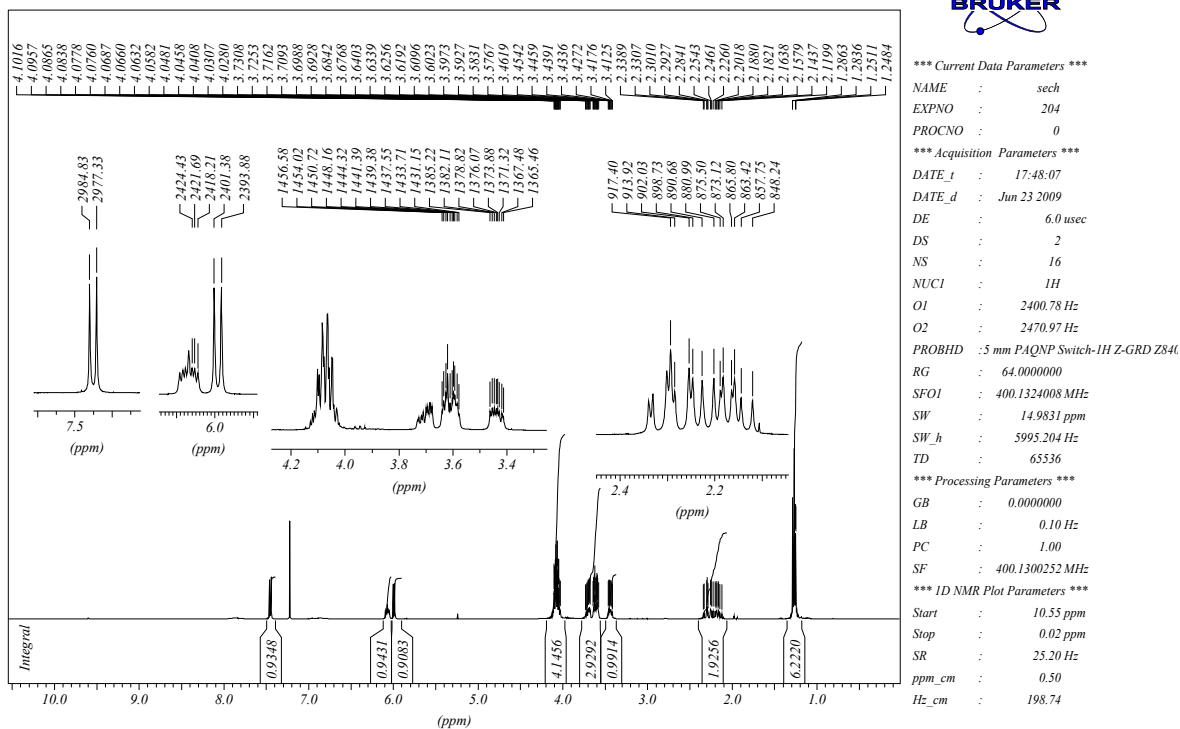 BRUKER
4.1016 4.0957 4.0865 4.0838 4.0778 4.0760 4.0687 4.0660 4.0632 4.0582 4.0481 4.0458 4.0408 4.0307 4.0280 3.7308 3.7253 3.7162 3.7093 3.6988 3.6928 3.6842 3.6768 3.6403 3.6339 3.6256 3.6192 3.6096 3.6023 3.5973 3.5927 3.5831 3.5767 3.4619 3.4542 3.4459 3.4391 3.4336 3.4272 3.4176 3.4125 2.3389 2.3307 2.3010 2.2927 2.2841 2.2543 2.2461 2.2260 2.2018 2.1880 2.1821 2.1638 2.1579 2.1437 2.1199 1.2863 1.2836 1.2511 1.2484
2984.83 2977.33
2424.43 2421.69 2418.21 2401.38 2393.88
1456.58 1454.02 1450.72 1448.16 1444.32 1441.39 1439.38 1437.55 1433.71 1431.15 1385.22 1382.11 1378.82 1376.07 1373.88 1371.32 1367.48 1365.46
917.40 913.92 902.03 898.73 890.68 880.99 875.50 873.12 865.80 863.42 857.75 848.24
7.5
(ppm)
6.0
(ppm)
4.2 4.0 3.8 3.6 3.4
(ppm)
2.4 2.2
(ppm)
Integral
0.9348 0.9431 0.9083 4.1456 2.9292 0.9914 1.9256 6.2220
10.0 9.0 8.0 7.0 6.0 5.0 4.0 3.0 2.0 1.0
(ppm)
*** Current Data Parameters ***
NAME : sech
EXPNO : 204
PROCNO : 0
*** Acquisition Parameters ***
DATE_t : 17:48:07
DATE_d : Jun 23 2009
DE : 6.0 usec
DS : 2
NS : 16
NUC1 : 1H
O1 : 2400.78 Hz
O2 : 2470.97 Hz
PROBHD :5 mm PAQNP Switch-1H Z-GRD Z840
RG : 64.0000000
SFO1 : 400.1324008 MHz
SW : 14.9831 ppm
SW_h : 5995.204 Hz
TD : 65536
*** Processing Parameters ***
GB : 0.0000000
LB : 0.10 Hz
PC : 1.00
SF : 400.1300252 MHz
*** 1D NMR Plot Parameters ***
Start : 10.55 ppm
Stop : 0.02 ppm
SR : 25.20 Hz
ppm_cm : 0.50
Hz_cm : 198.74